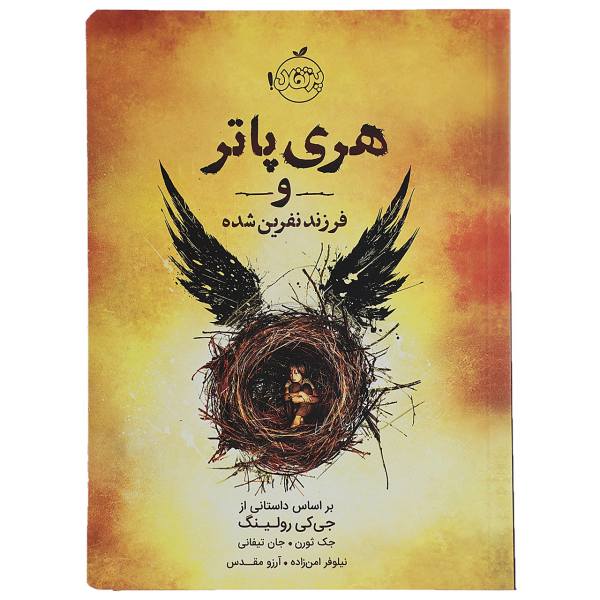 پرتقال!
هری پاتر
و
فرزند نفرین شده
بر اساس داستانی از
جی‌کی رولینگ
جک ثورن • جان تیفانی
نیلوفر امن‌زاده • آرزو مقدس